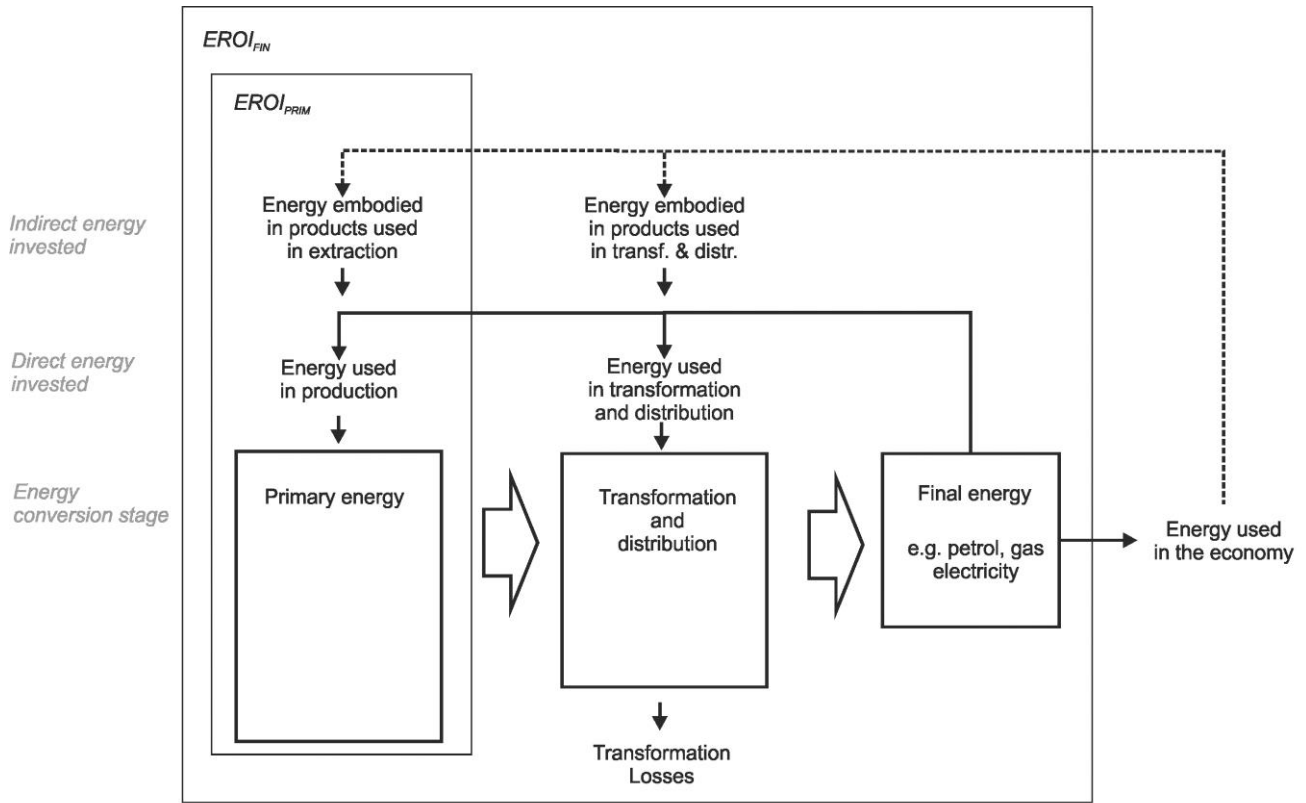 EROI_FIN
EROI_PRIM
Indirect energy
invested
Energy embodied
in products used
in extraction
Energy embodied
in products used
in transf. & distr.
Direct energy
invested
Energy used
in production
Energy used
in transformation
and distribution
Energy
conversion stage
Primary energy
Transformation
and
distribution
Final energy
e.g. petrol, gas
electricity
Energy used
in the economy
Transformation
Losses